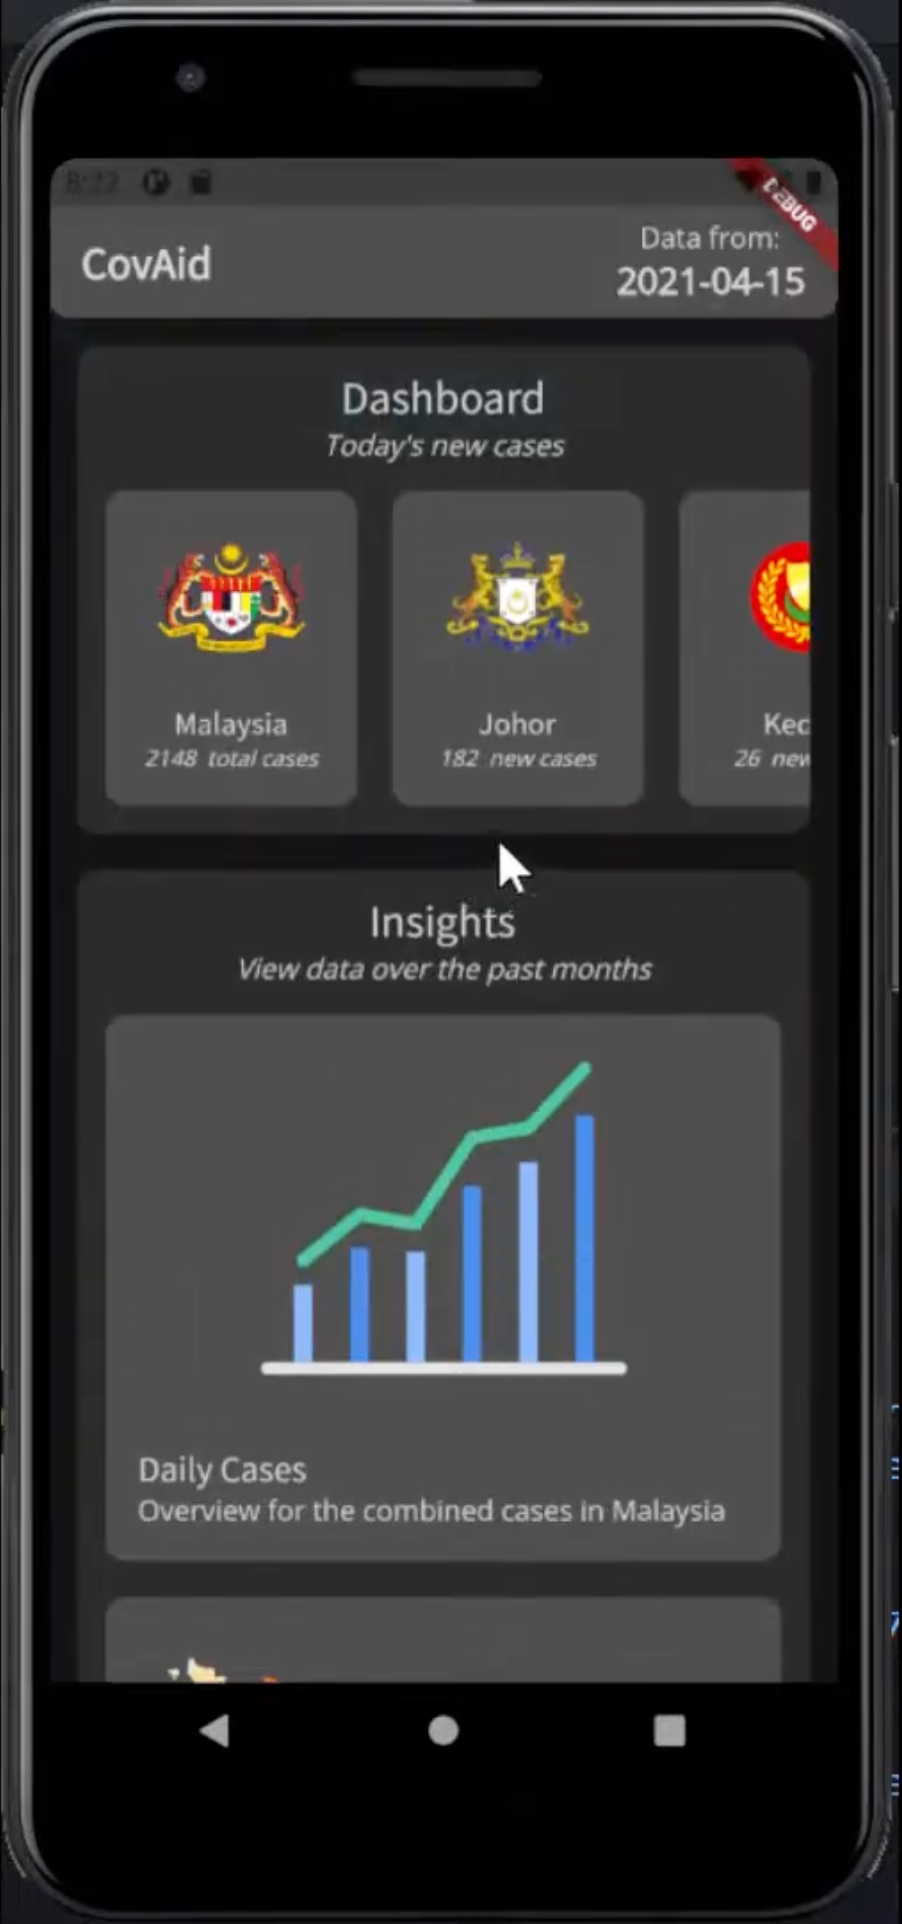 8:22
DEBUG
CovAid
Data from:
2021-04-15
Dashboard
Today's new cases
Malaysia
2148 total cases
Johor
182 new cases
Ked
26 new
Insights
View data over the past months
Daily Cases
Overview for the combined cases in Malaysia